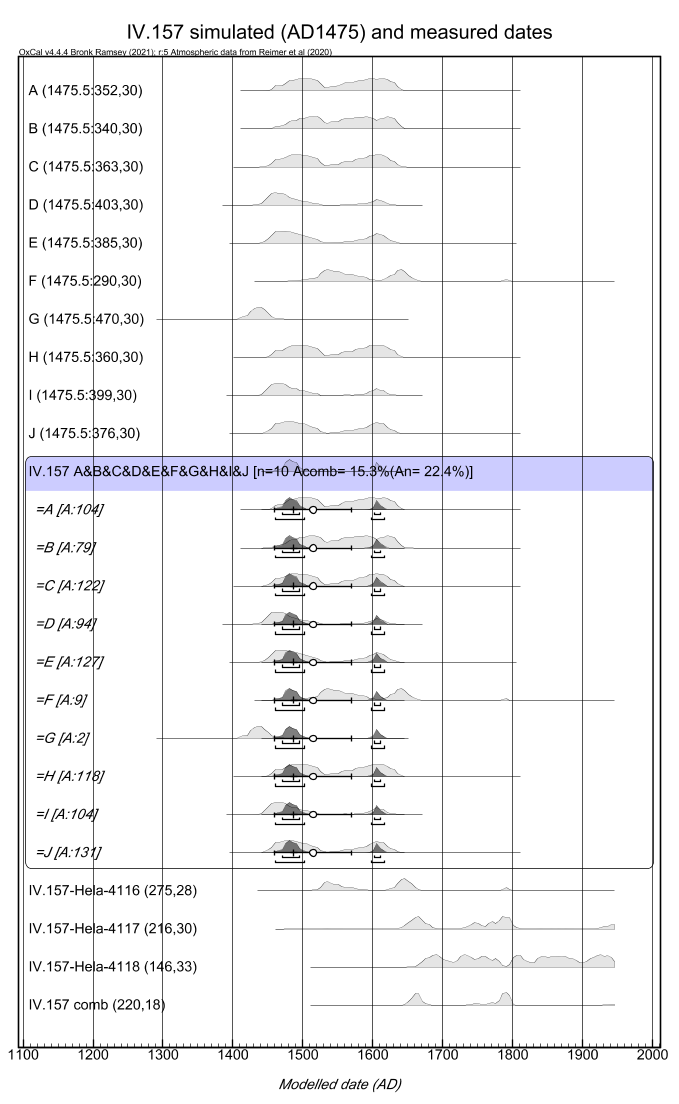 IV.157 simulated (AD1475) and measured dates
OxCal v4.4.4 Bronk Ramsey (2021); r:5 Atmospheric data from Reimer et al (2020)
A (1475.5:352,30)
B (1475.5:340,30)
C (1475.5:363,30)
D (1475.5:403,30)
E (1475.5:385,30)
F (1475.5:290,30)
G (1475.5:470,30)
H (1475.5:360,30)
I (1475.5:399,30)
J (1475.5:376,30)
IV.157 A&B&C&D&E&F&G&H&I&J [n=10 Acomb= 15.3%(An= 22.4%)]
=A [A:104]
=B [A:79]
=C [A:122]
=D [A:94]
=E [A:127]
=F [A:9]
=G [A:2]
=H [A:118]
=I [A:104]
=J [A:131]
IV.157-Hela-4116 (275,28)
IV.157-Hela-4117 (216,30)
IV.157-Hela-4118 (146,33)
IV.157 comb (220,18)
1100 1200 1300 1400 1500 1600 1700 1800 1900 2000
Modelled date (AD)